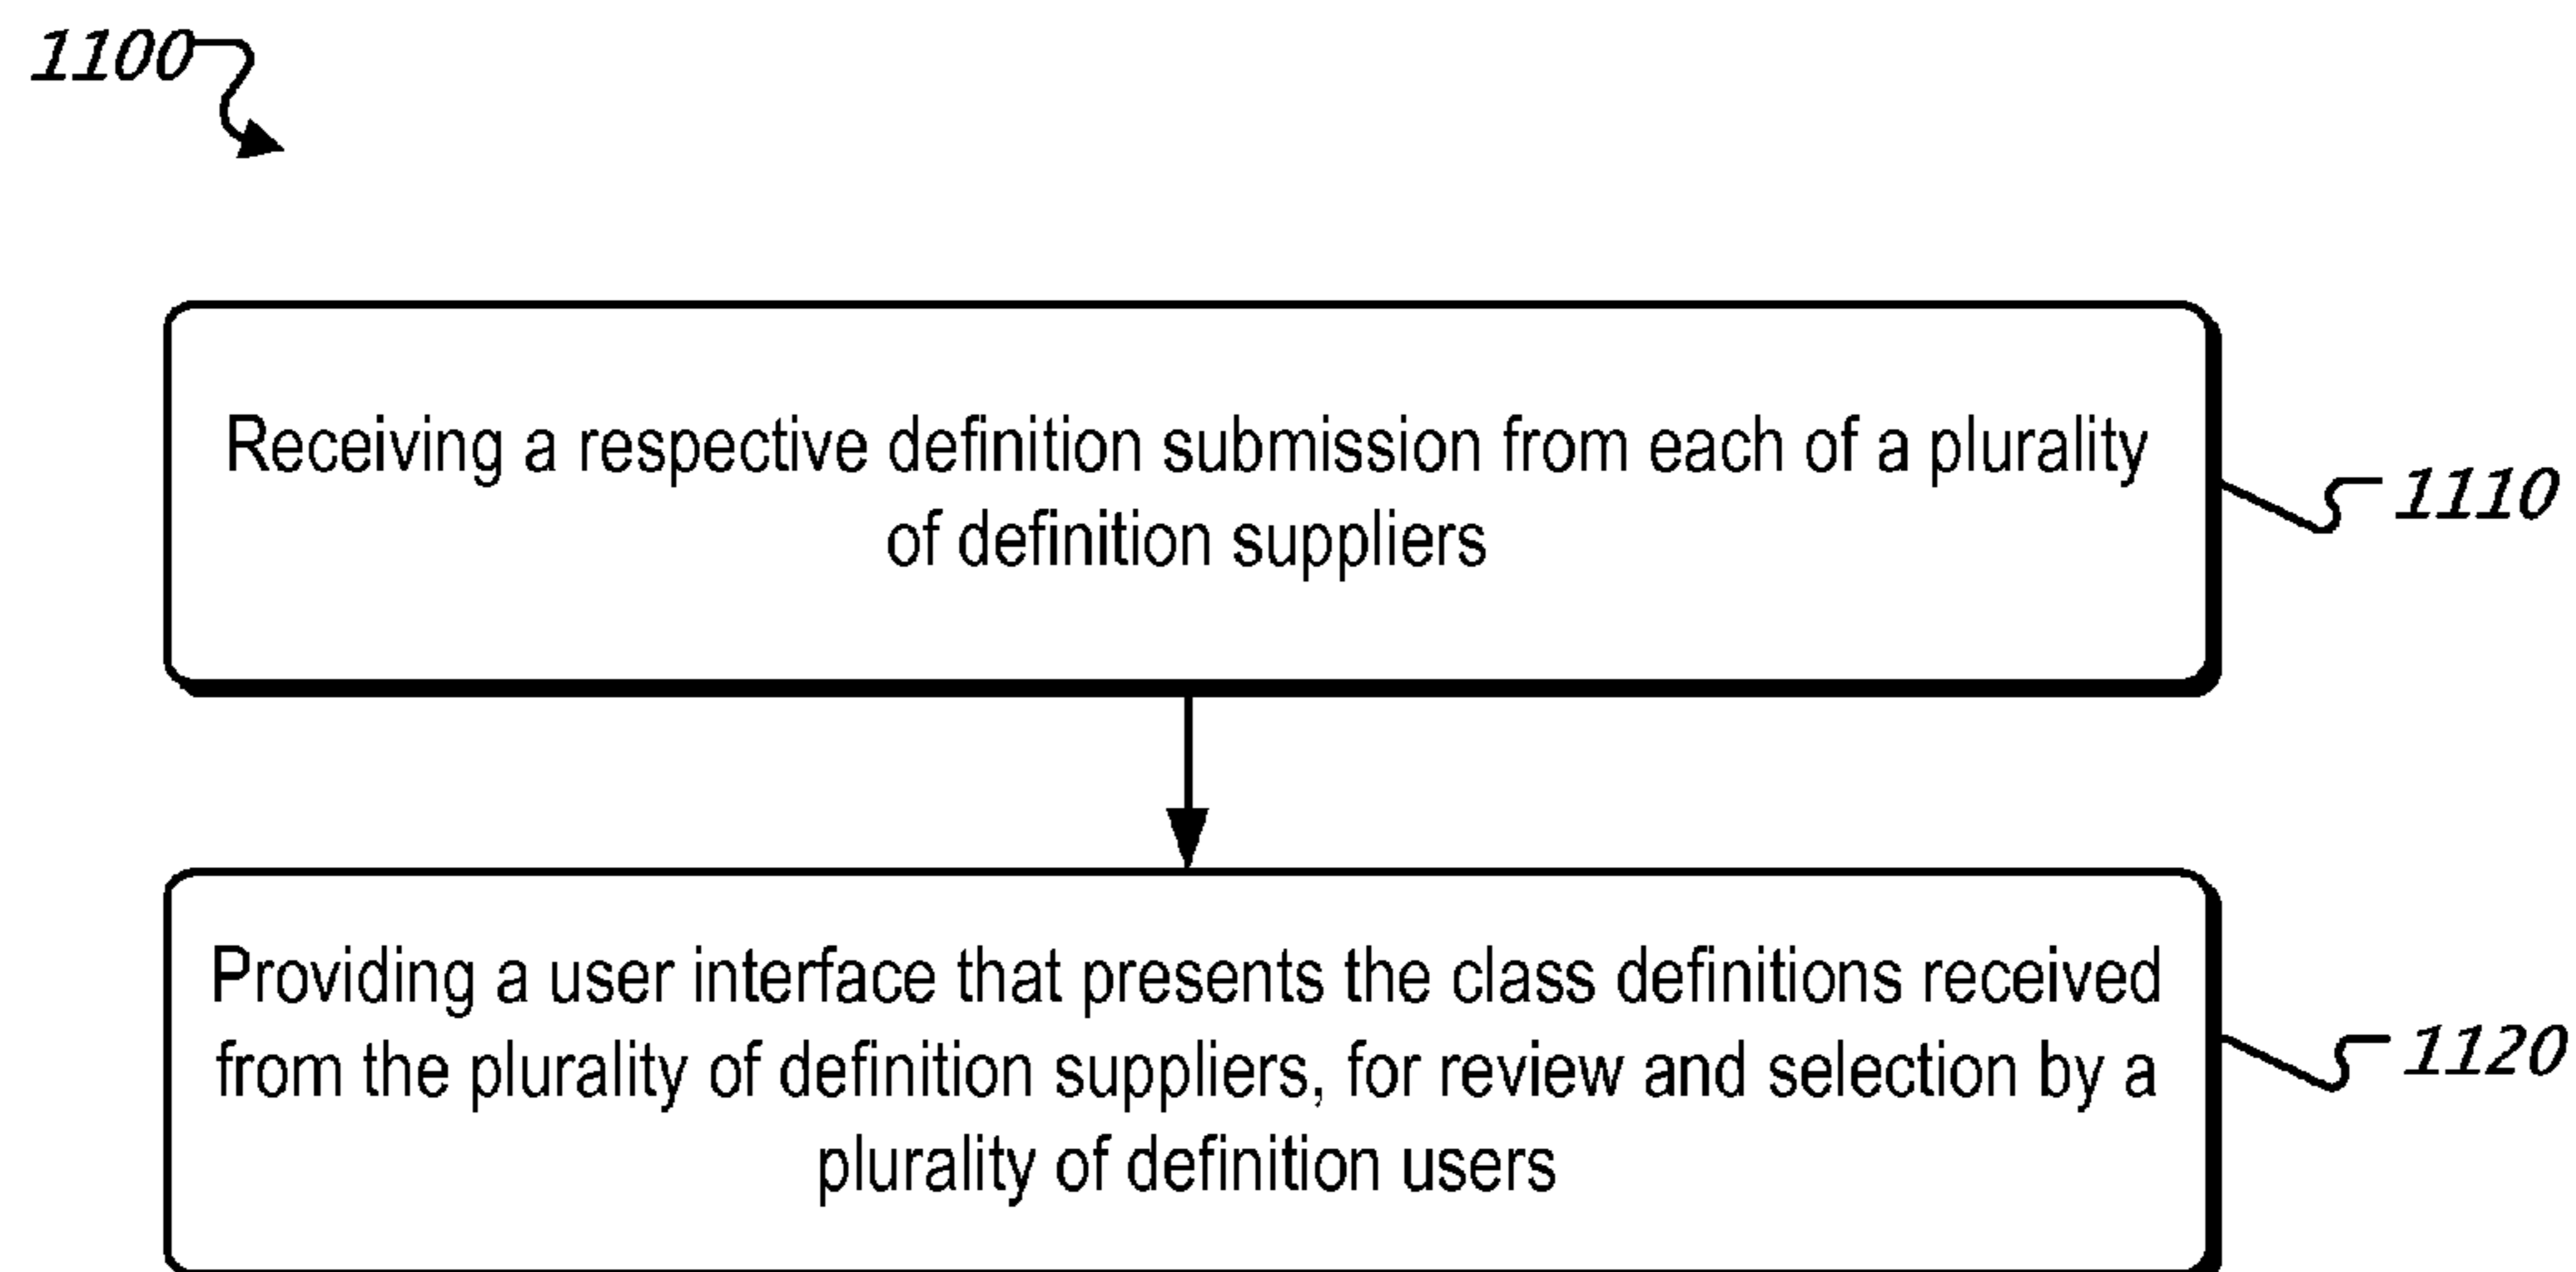 1100
Receiving a respective definition submission from each of a plurality
of definition suppliers
1110
Providing a user interface that presents the class definitions received
from the plurality of definition suppliers, for review and selection by a
plurality of definition users
1120